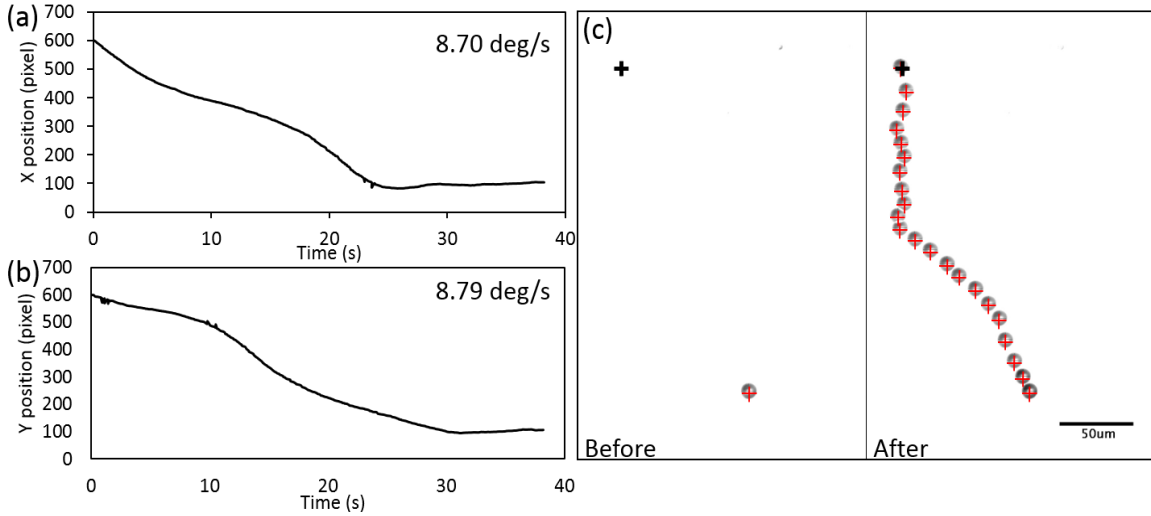 (a)
700
600
500
400
300
200
100
0
X position (pixel)
8.70 deg/s
0 10 20 30 40
Time (s)
(b)
700
600
500
400
300
200
100
0
Y position (pixel)
8.79 deg/s
0 10 20 30 40
Time (s)
(c)
Before
After
50um